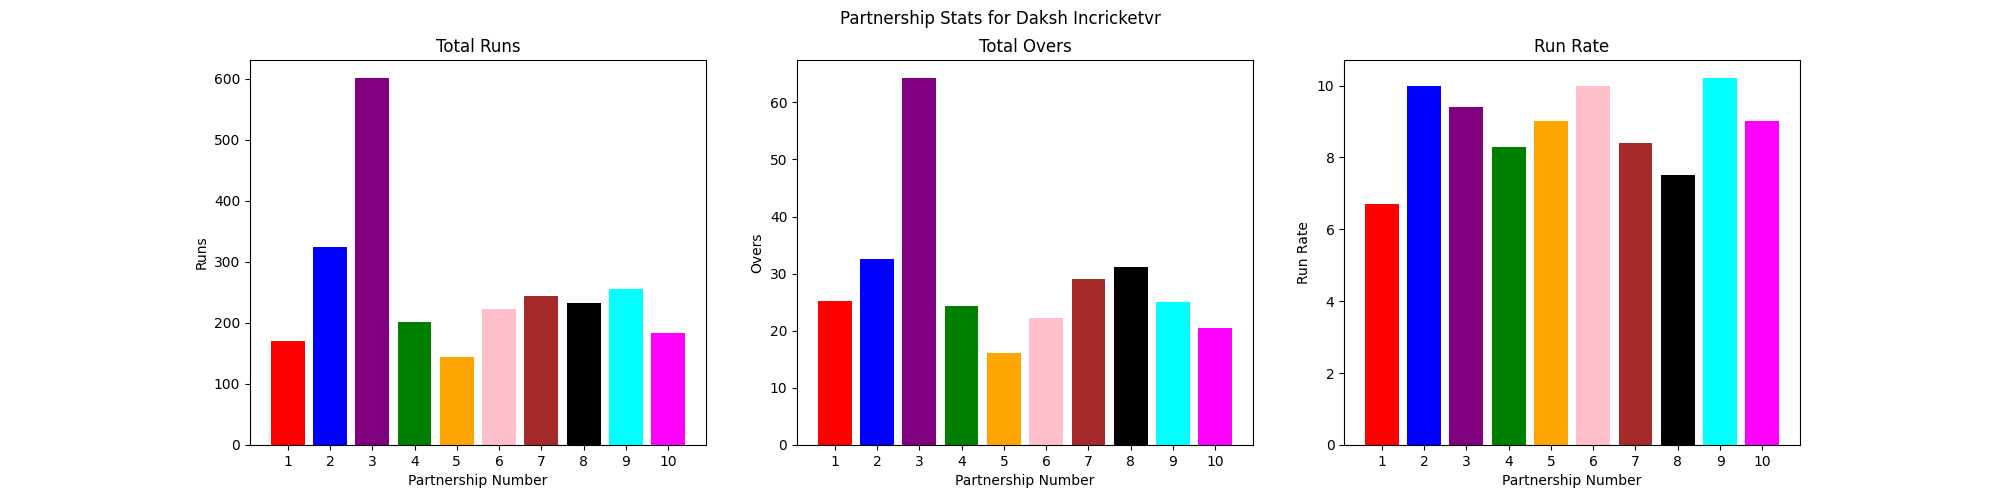 Partnership Stats for Daksh Incricketvr
Total Runs
Runs
600
500
400
300
200
100
0
1 2 3 4 5 6 7 8 9 10
Partnership Number
Total Overs
Overs
60
50
40
30
20
10
0
1 2 3 4 5 6 7 8 9 10
Partnership Number
Run Rate
Run Rate
10
8
6
4
2
0
1 2 3 4 5 6 7 8 9 10
Partnership Number